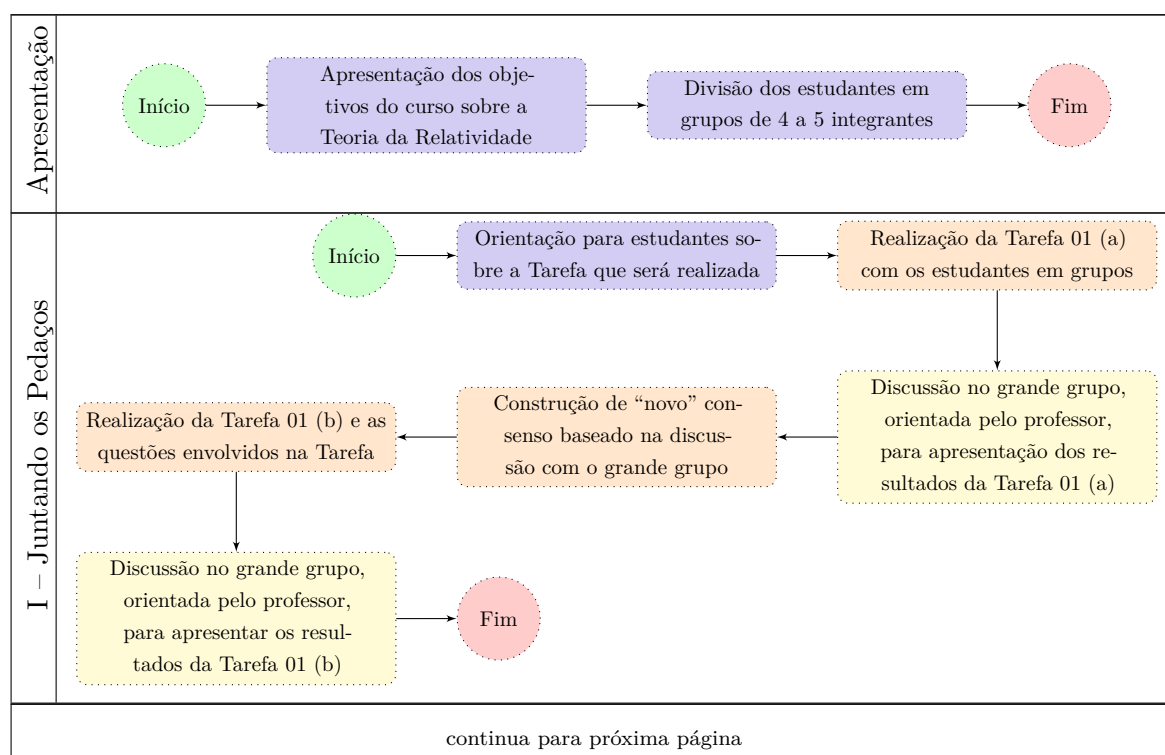 Apresentação
Início
Apresentação dos obje-
tivos do curso sobre a
Teoria da Relatividade
Divisão dos estudantes em
grupos de 4 a 5 integrantes
Fim
I – Juntando os Pedaços
Início
Orientação para estudantes so-
bre a Tarefa que será realizada
Realização da Tarefa 01 (a)
com os estudantes em grupos
Discussão no grande grupo,
orientada pelo professor,
para apresentação dos re-
sultados da Tarefa 01 (a)
Construção de “novo” con-
senso baseado na discus-
são com o grande grupo
Realização da Tarefa 01 (b) e as
questões envolvidos na Tarefa
Discussão no grande grupo,
orientada pelo professor,
para apresentar os resul-
tados da Tarefa 01 (b)
Fim
continua para próxima página